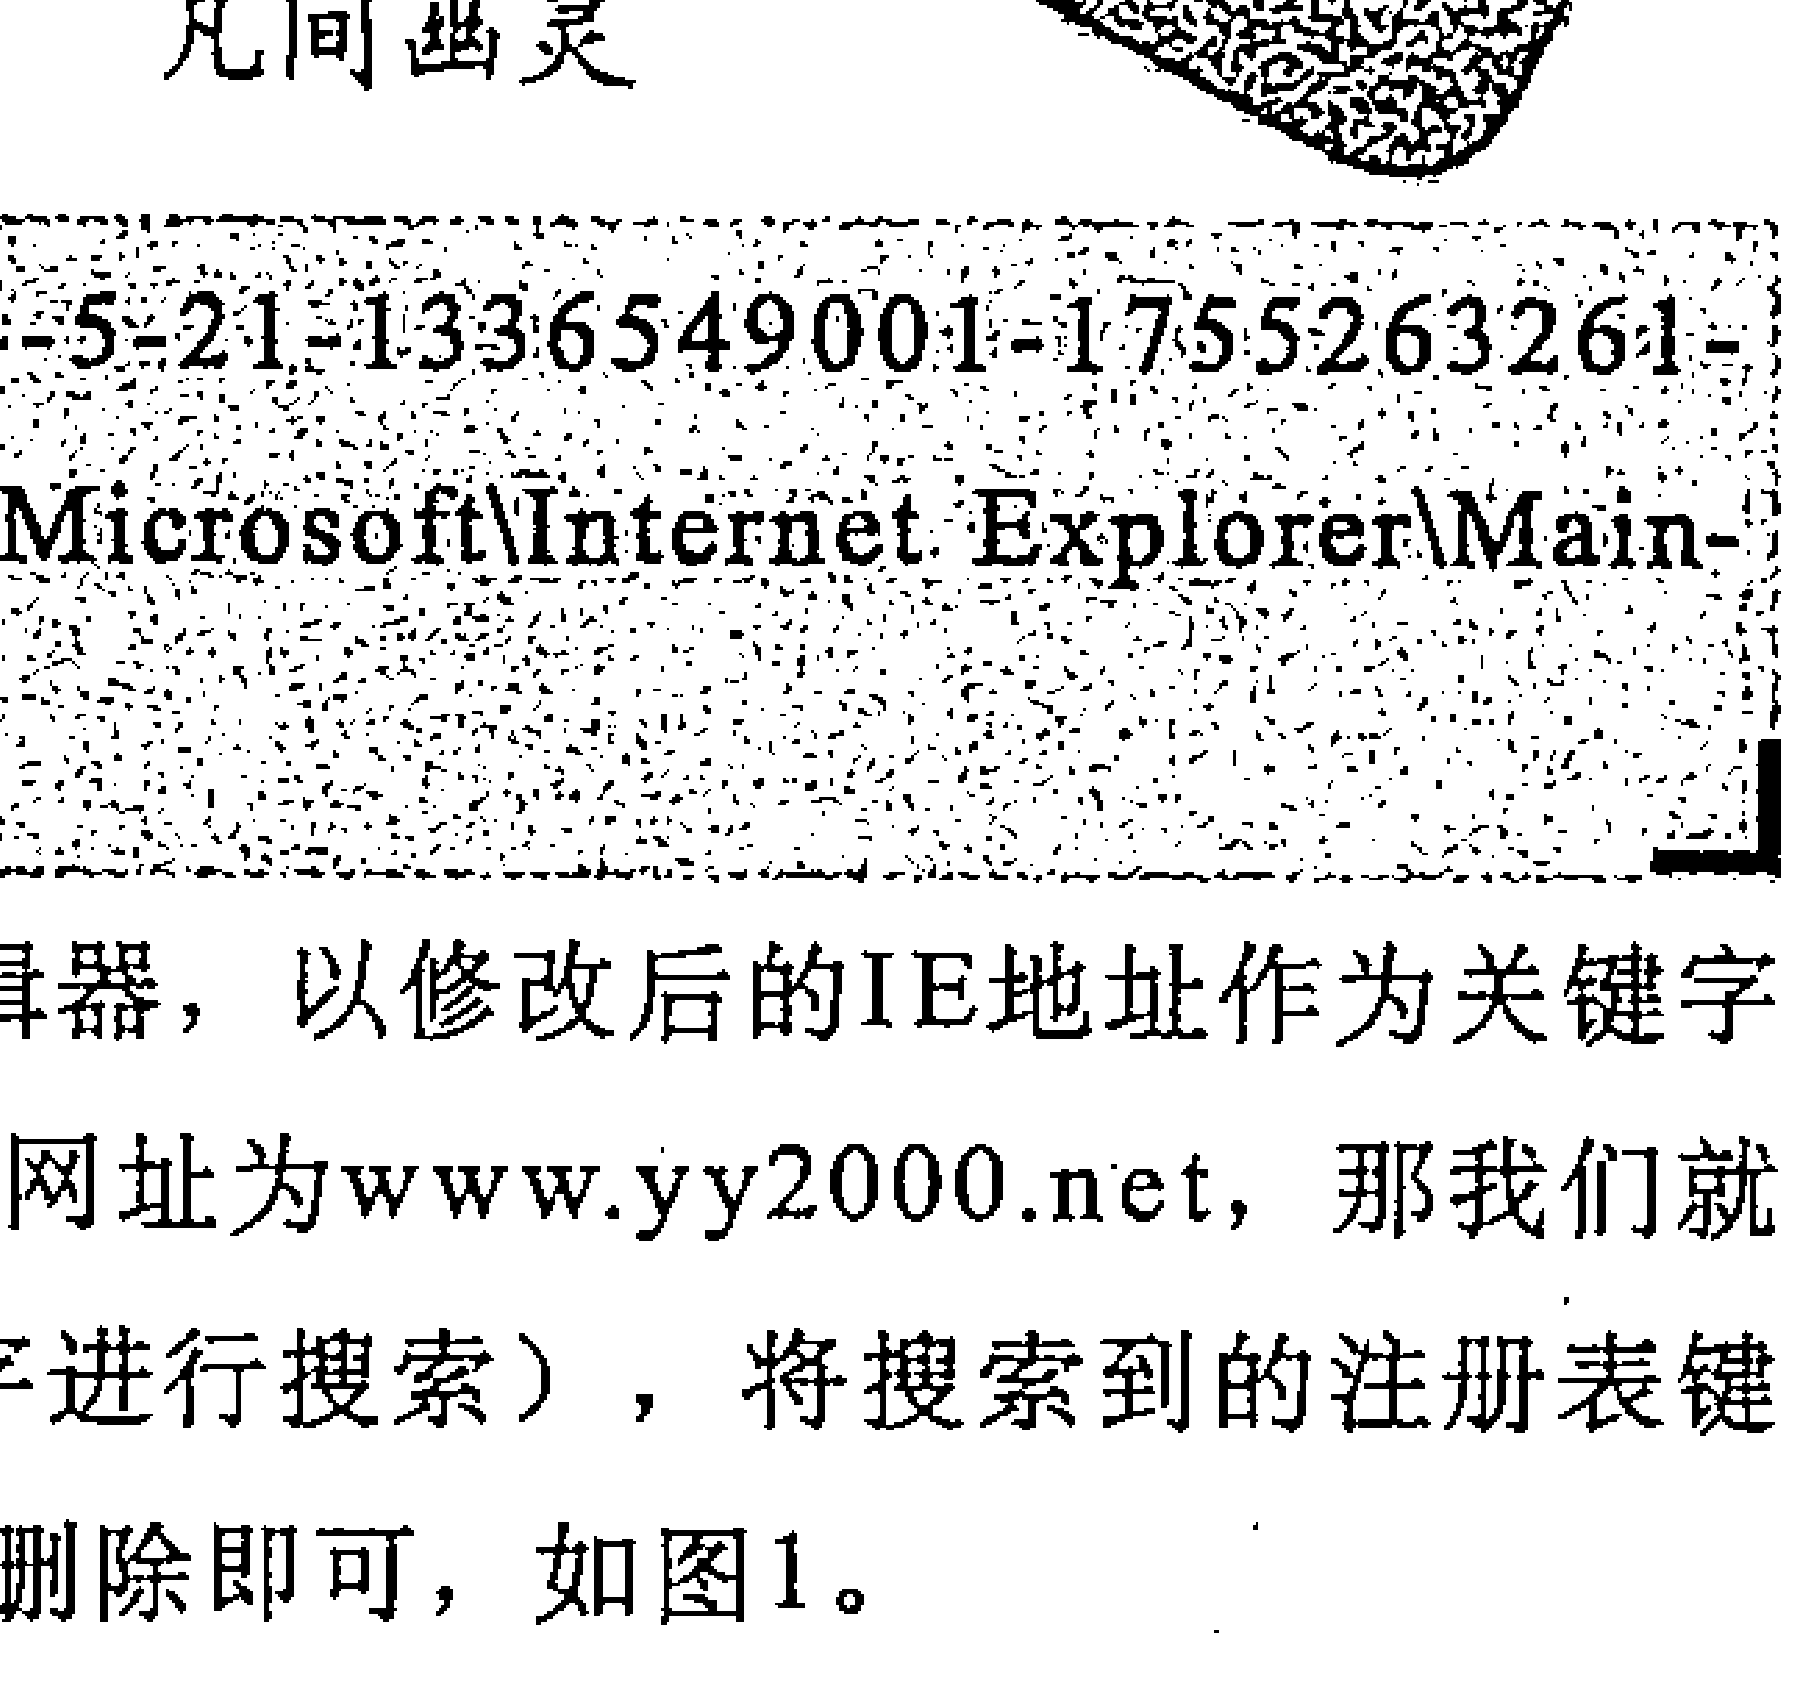 凡间幽灵
-5-21-1336549001-1755263261-
Microsoft\Internet Explorer\Main-
器，以修改后的IE地址作为关键字
网址为www.yy2000.net，那我们就
进行搜索），将搜索到的注册表键
删除即可，如图1。